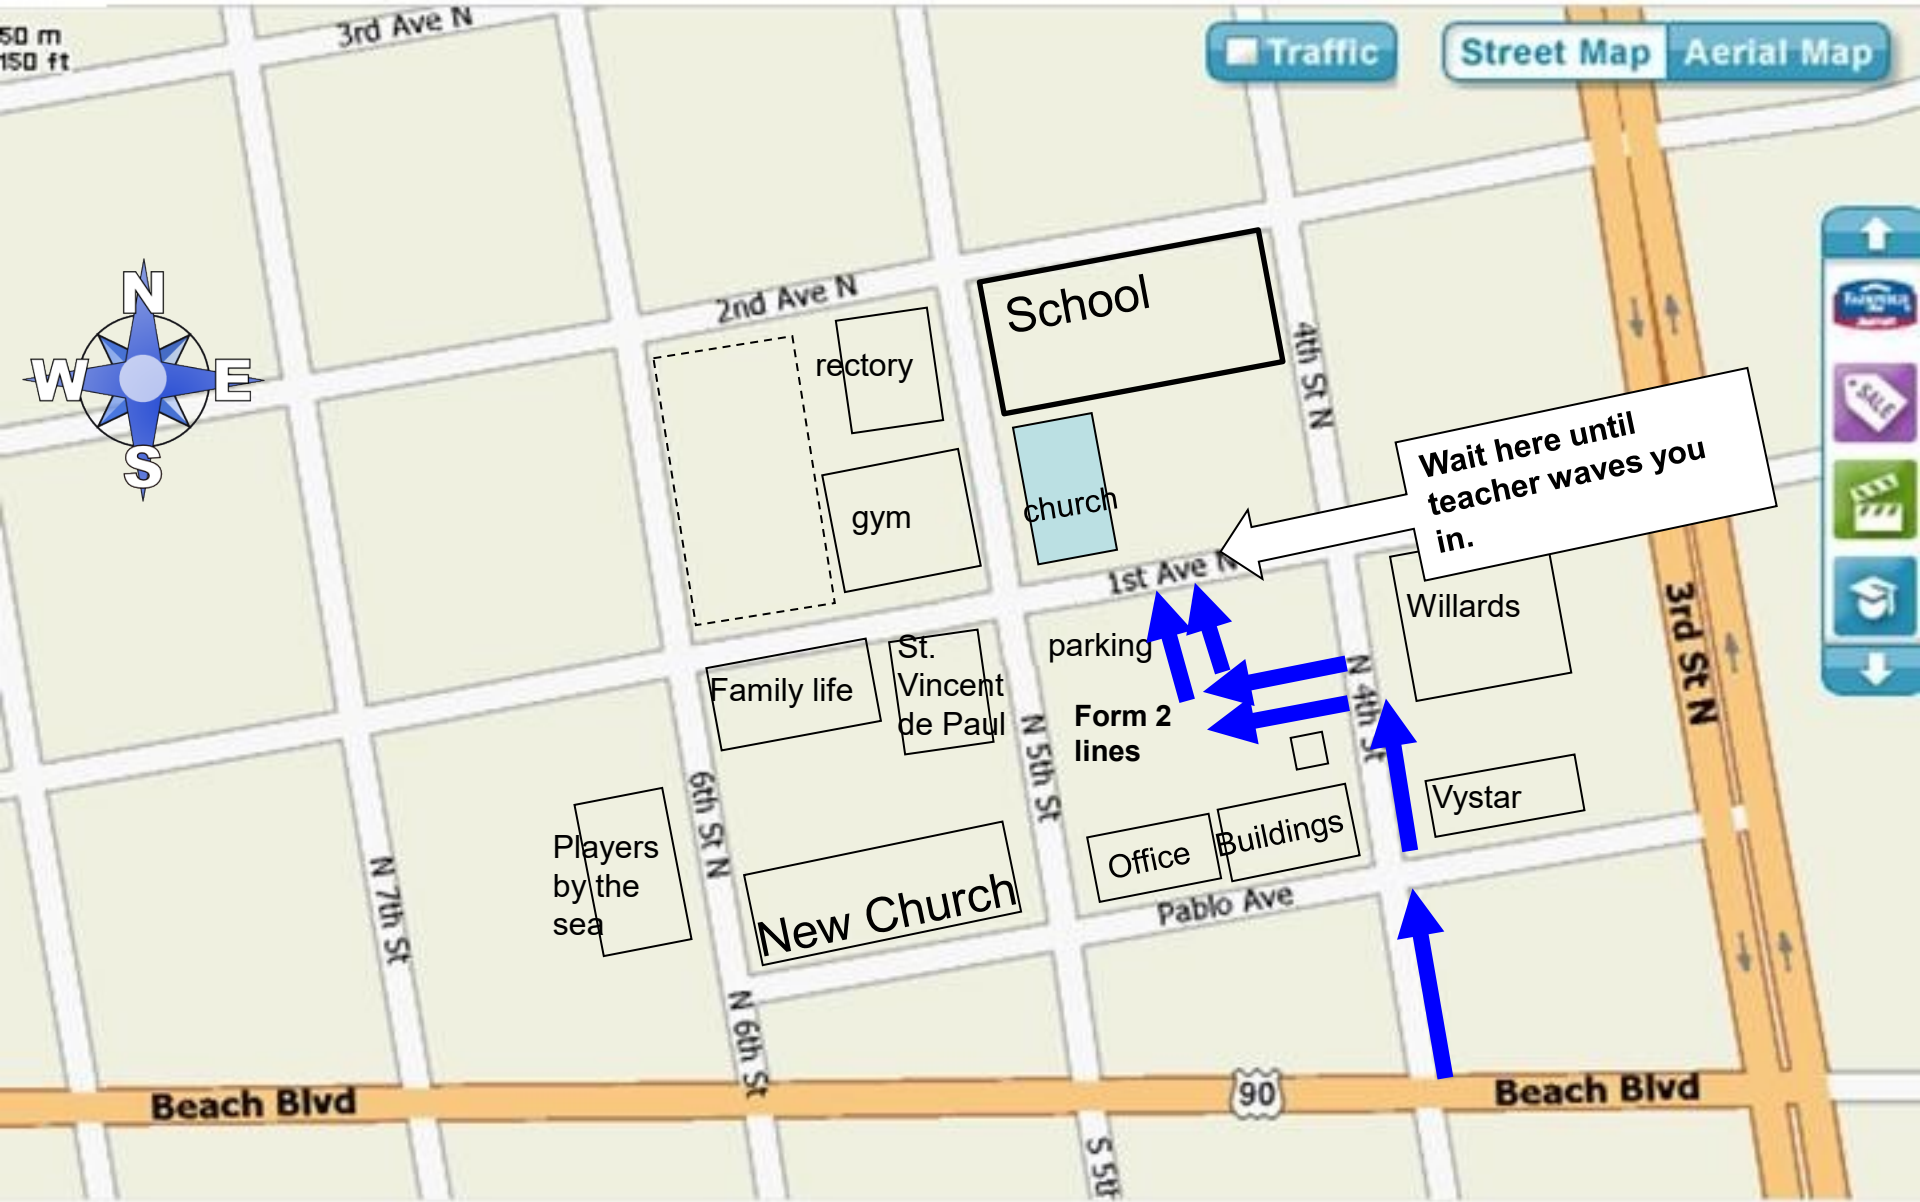 50 m
150 ft
3rd Ave N
Traffic
Street Map
Aerial Map
N
W
E
S
2nd Ave N
School
rectory
4th St N
SALE
Wait here until
teacher waves you
in.
gym
church
1st Ave N
Willards
3rd St N
parking
St.
Vincent
de Paul
Family life
N 4th St
Form 2
lines
N 5th St
6th St N
Vystar
Players
by the
sea
Office
Buildings
N 7th St
New Church
Pablo Ave
N 6th St
Beach Blvd
90
Beach Blvd
S 5th